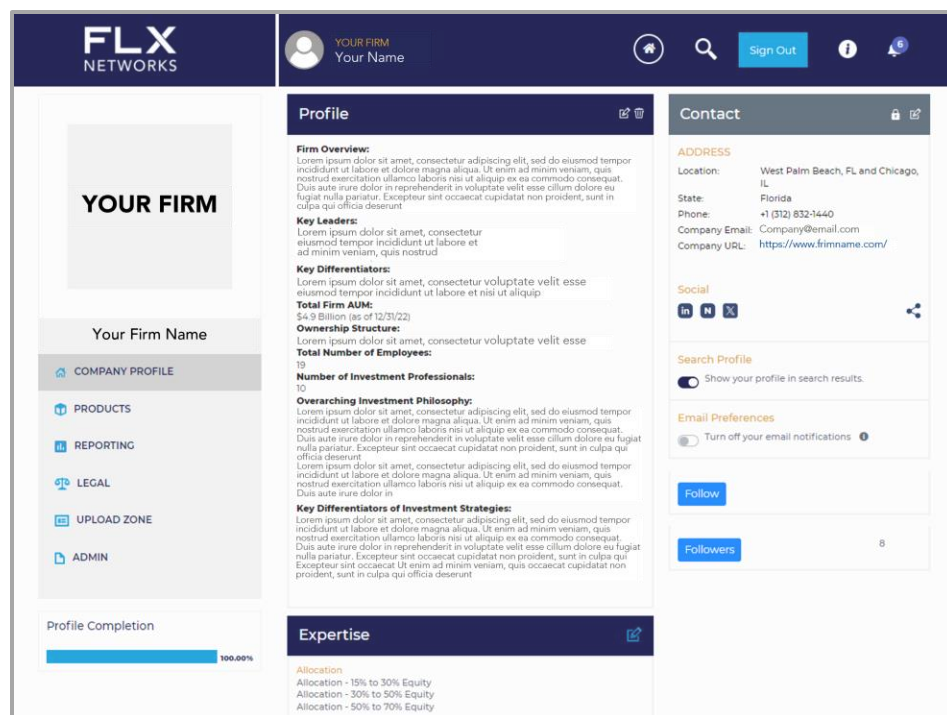 FLX
NETWORKS
YOUR FIRM
Your Name
Sign Out
6
YOUR FIRM
Your Firm Name
COMPANY PROFILE
PRODUCTS
REPORTING
LEGAL
UPLOAD ZONE
ADMIN
Profile Completion
100.00%
Profile
Firm Overview:
Lorem ipsum dolor sit amet, consectetur adipiscing elit, sed do eiusmod tempor
incididunt ut labore et dolore magna aliqua. Ut enim ad minim veniam, quis
nostrud exercitation ullamco laboris nisi ut aliquip ex ea commodo consequat.
Duis aute irure dolor in reprehenderit in voluptate velit esse cillum dolore eu
fugiat nulla pariatur. Excepteur sint occaecat cupidatat non proident, sunt in
culpa qui officia deserunt
Key Leaders:
Lorem ipsum dolor sit amet, consectetur
eiusmod tempor incididunt ut labore et
ad minim veniam, quis nostrud
Key Differentiators:
Lorem ipsum dolor sit amet, consectetur voluptate velit esse
eiusmod tempor incididunt ut labore et nisi ut aliquip
Total Firm AUM:
$4.9 Billion (as of 12/31/22)
Ownership Structure:
Lorem ipsum dolor sit amet, consectetur voluptate velit esse
Total Number of Employees:
19
Number of Investment Professionals:
10
Overarching Investment Philosophy:
Lorem ipsum dolor sit amet, consectetur adipiscing elit, sed do eiusmod tempor
incididunt ut labore et dolore magna aliqua. Ut enim ad minim veniam, quis
nostrud exercitation ullamco laboris nisi ut aliquip ex ea commodo consequat.
Duis aute irure dolor in reprehenderit in voluptate velit esse cillum dolore eu fugiat
nulla pariatur. Excepteur sint occaecat cupidatat non proident, sunt in culpa qui
officia deserunt
Lorem ipsum dolor sit amet, consectetur adipiscing elit, sed do eiusmod tempor
incididunt ut labore et dolore magna aliqua. Ut enim ad minim veniam, quis
nostrud exercitation ullamco laboris nisi ut aliquip ex ea commodo consequat.
Duis aute irure dolor in
Key Differentiators of Investment Strategies:
Lorem ipsum dolor sit amet, consectetur adipiscing elit, sed do eiusmod tempor
incididunt ut labore et dolore magna aliqua. Ut enim ad minim veniam, quis
nostrud exercitation ullamco laboris nisi ut aliquip ex ea commodo consequat.
Duis aute irure dolor in reprehenderit in voluptate velit esse cillum dolore eu fugiat
nulla pariatur. Excepteur sint occaecat cupidatat non proident, sunt in culpa qui
Excepteur sint occaecat Ut enim ad minim veniam, quis occaecat cupidatat non
proident, sunt in culpa qui officia deserunt
Expertise
Allocation
Allocation - 15% to 30% Equity
Allocation - 30% to 50% Equity
Allocation - 50% to 70% Equity
Contact
ADDRESS
Location: West Palm Beach, FL and Chicago,
IL
State: Florida
Phone: +1 (312) 832-1440
Company Email: Company@email.com
Company URL: https://www.frimname.com/
Social
in N X
Search Profile
Show your profile in search results.
Email Preferences
Turn off your email notifications
Follow
Followers 8